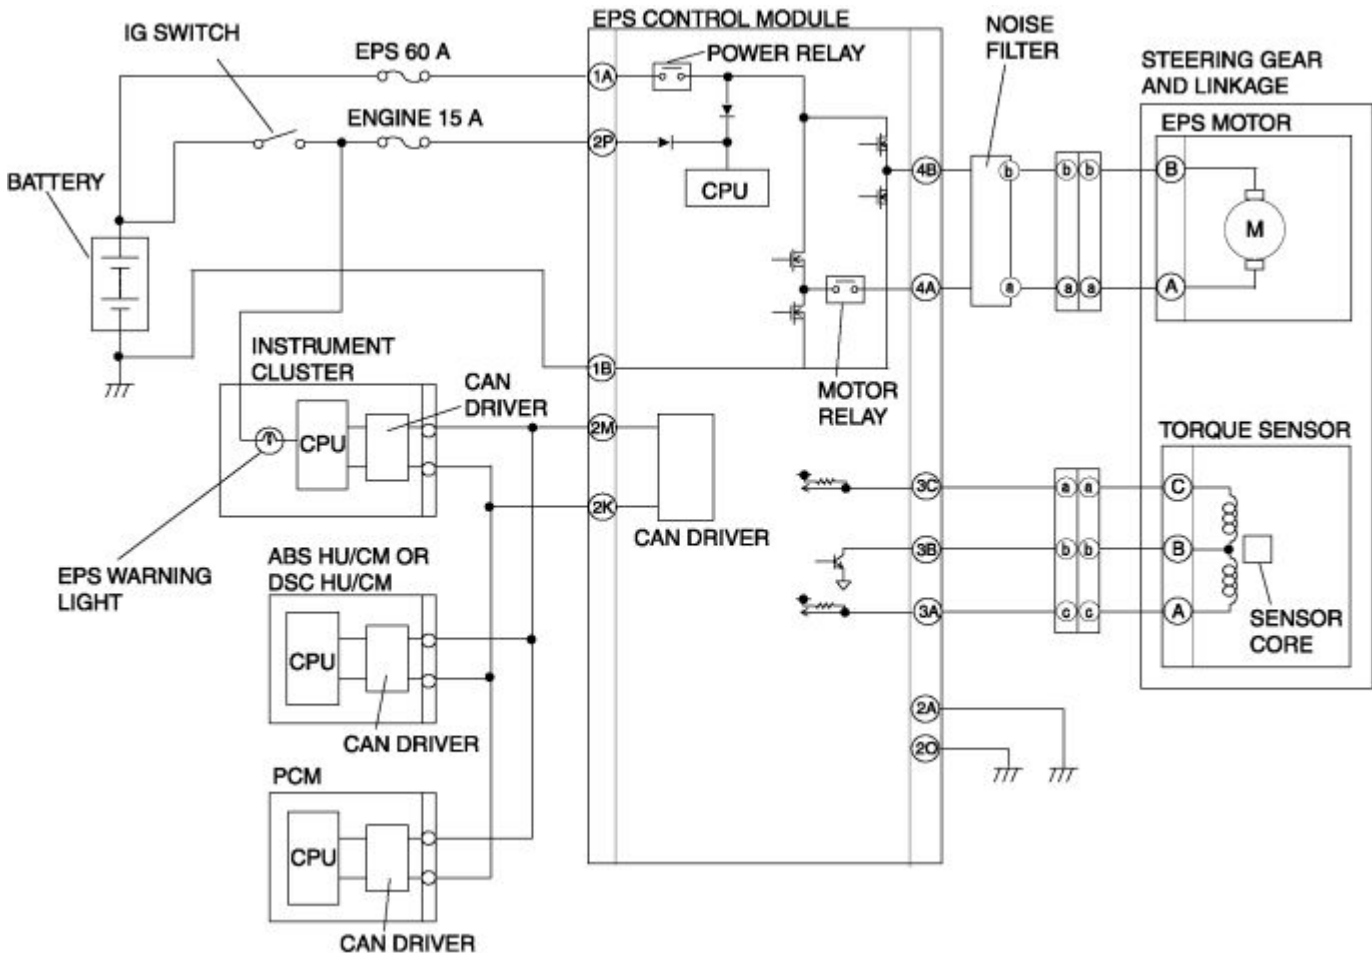 EPS CONTROL MODULE
IG SWITCH
NOISE
FILTER
EPS 60 A
POWER RELAY
STEERING GEAR
AND LINKAGE
1A
ENGINE 15 A
EPS MOTOR
2P
BATTERY
CPU
4B
b
b
b
B
M
4A
a
a
a
A
INSTRUMENT
CLUSTER
1B
CAN
DRIVER
MOTOR
RELAY
CPU
2M
TORQUE SENSOR
2K
3C
a
a
C
CAN DRIVER
EPS WARNING
LIGHT
ABS HU/CM OR
DSC HU/CM
3B
b
b
B
3A
c
c
A
SENSOR
CORE
CPU
2A
CAN DRIVER
2O
PCM
CPU
CAN DRIVER